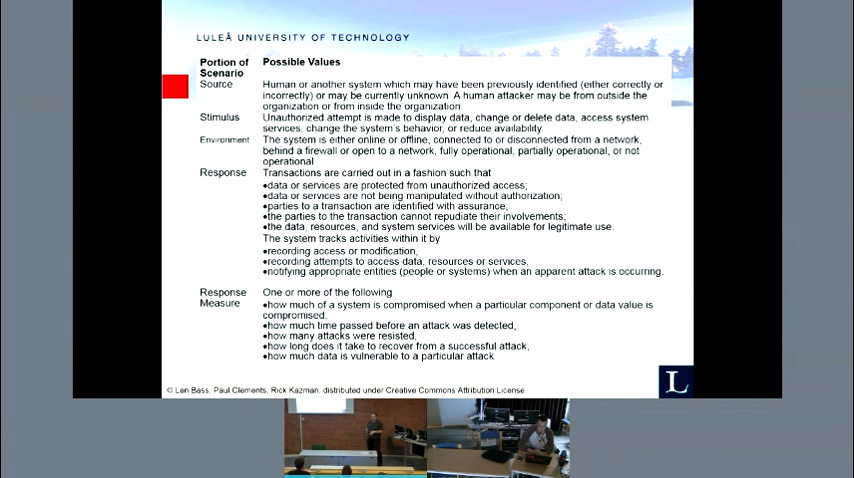 LULEÅ UNIVERSITY OF TECHNOLOGY
Portion of Scenario
Possible Values
Source
Human or another system which may have been previously identified (either correctly or
incorrectly) or may be currently unknown. A human attacker may be from outside the
organization or from inside the organization.
Stimulus
Unauthorized attempt is made to display data, change or delete data, access system
services, change the system's behavior, or reduce availability.
Environment
The system is either online or offline, connected to or disconnected from a network,
behind a firewall or open to a network, fully operational, partially operational, or not
operational
Response
Transactions are carried out in a fashion such that
•data or services are protected from unauthorized access;
•data or services are not being manipulated without authorization;
•parties to a transaction are identified with assurance;
•the parties to the transaction cannot repudiate their involvements;
•the data, resources, and system services will be available for legitimate use.
The system tracks activities within it by
•recording access or modification,
•recording attempts to access data, resources or services,
•notifying appropriate entities (people or systems) when an apparent attack is occurring.
Response Measure
One or more of the following
•how much of a system is compromised when a particular component or data value is
compromised,
•how much time passed before an attack was detected,
•how many attacks were resisted,
•how long does it take to recover from a successful attack,
•how much data is vulnerable to a particular attack
© Len Bass, Paul Clements, Rick Kazman, distributed under Creative Commons Attribution License
L